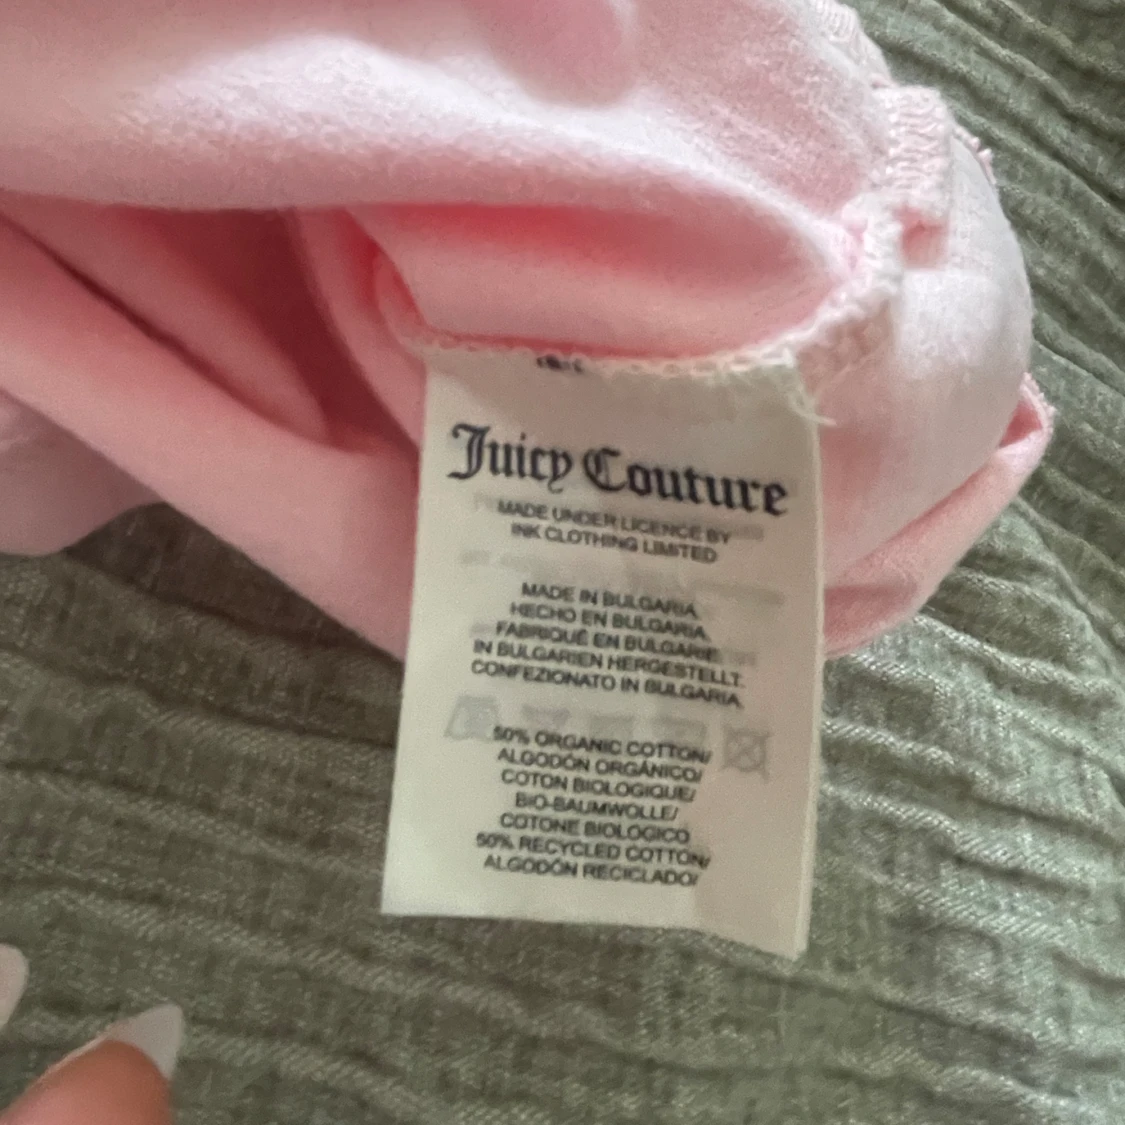 Juicy Couture
MADE UNDER LICENCE BY
INK CLOTHING LIMITED
MADE IN BULGARIA.
HECHO EN BULGARIA.
FABRIQUÉ EN BULGARIE.
IN BULGARIEN HERGESTELLT.
CONFEZIONATO IN BULGARIA.
50% ORGANIC COTTON/
ALGODÓN ORGÁNICO/
COTON BIOLOGIQUE/
BIO-BAUMWOLLE/
COTONE BIOLOGICO
50% RECYCLED COTTON/
ALGODÓN RECICLADO/